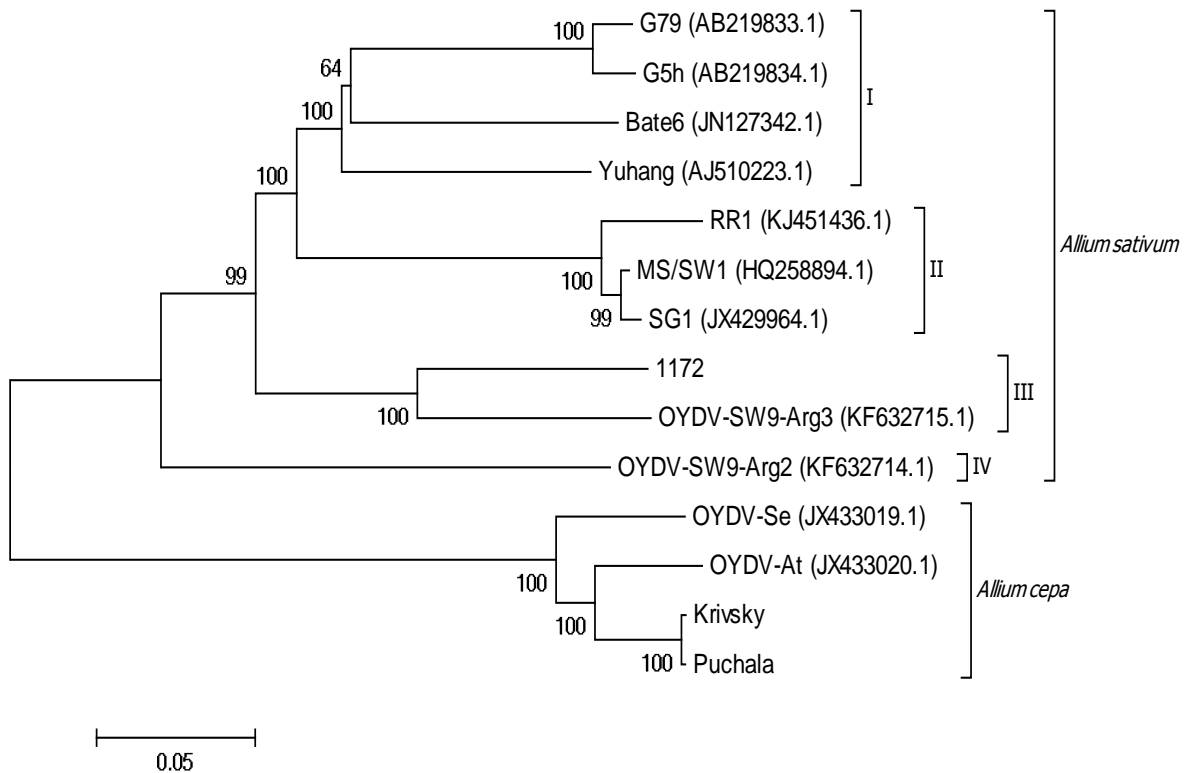 G79 (AB219833.1)
100
G5h (AB219834.1)
64
I
100
Bate6 (JN127342.1)
Yuhang (AJ510223.1)
100
RR1 (KJ451436.1)
Allium sativum
MS/SW1 (HQ258894.1)
II
100
99
SG1 (JX429964.1)
99
1172
III
100
OYDV-SW9-Arg3 (KF632715.1)
OYDV-SW9-Arg2 (KF632714.1)
IV
OYDV-Se (JX433019.1)
OYDV-At (JX433020.1)
100
Allium cepa
Krivsky
100
Puchala
100
0.05